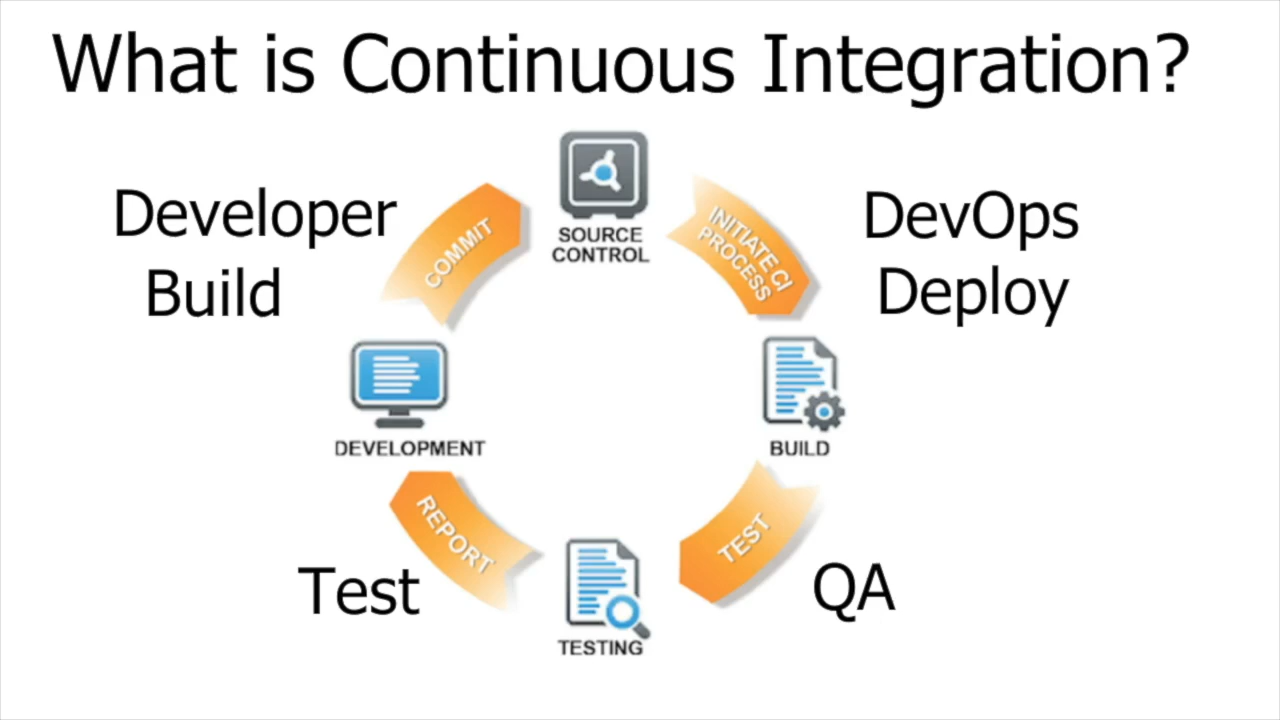 What is Continuous Integration?
Developer
Build
COMMIT
SOURCE
CONTROL
INITIATE CI
PROCESS
DevOps
Deploy
DEVELOPMENT
BUILD
REPORT
TEST
Test
QA
TESTING